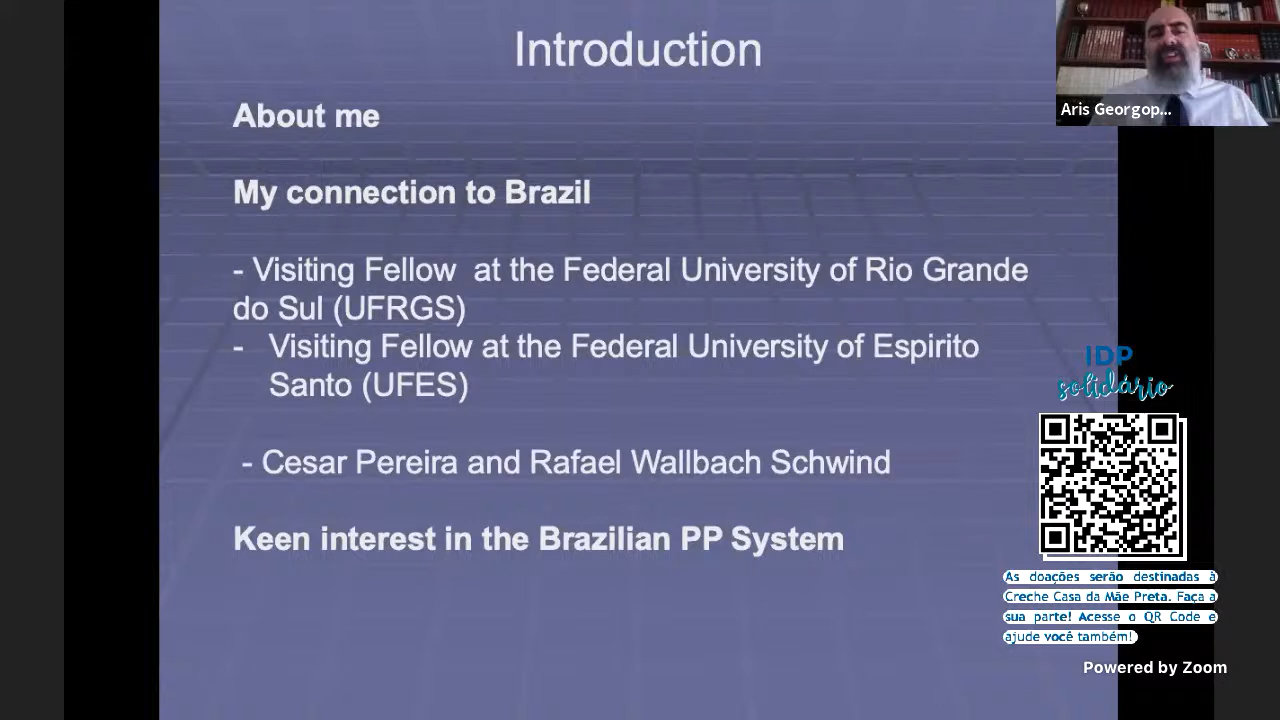 Introduction
About me
My connection to Brazil
- Visiting Fellow at the Federal University of Rio Grande
do Sul (UFRGS)
- Visiting Fellow at the Federal University of Espirito
Santo (UFES)
- Cesar Pereira and Rafael Wallbach Schwind
Keen interest in the Brazilian PP System
Aris Georgop...
IDP
solidário
As doações serão destinadas à
Creche Casa da Mãe Preta. Faça a
sua parte! Acesse o QR Code e
ajude você também!
Powered by Zoom